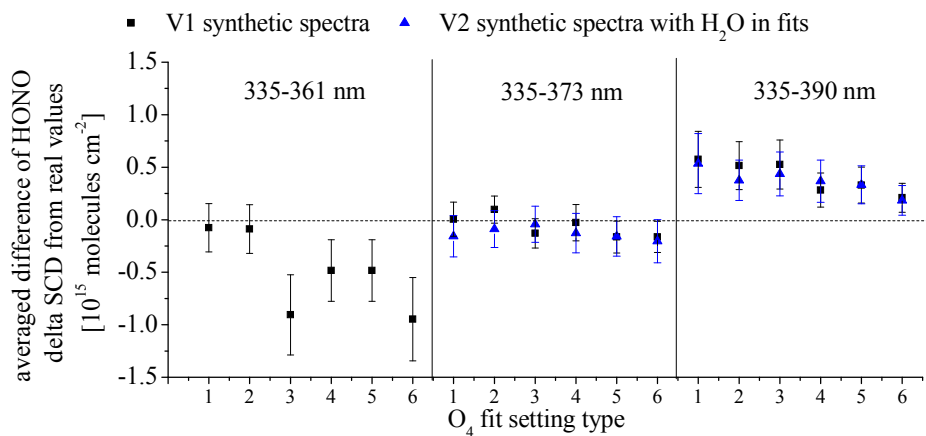 V1 synthetic spectra V2 synthetic spectra with H₂O in fits
averaged difference of HONO
delta SCD from real values
[10¹⁵ molecules cm⁻²]
1.5
1.0
0.5
0.0
-0.5
-1.0
-1.5
335-361 nm 335-373 nm 335-390 nm
1 2 3 4 5 6 1 2 3 4 5 6 1 2 3 4 5 6
O₄ fit setting type